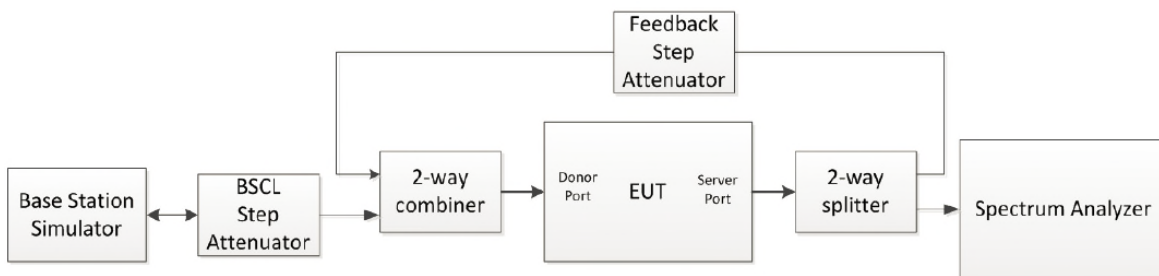 Feedback
Step
Attenuator
Base Station
Simulator
BSCL
Step
Attenuator
2-way
combiner
Donor
Port
EUT
Server
Port
2-way
splitter
Spectrum Analyzer